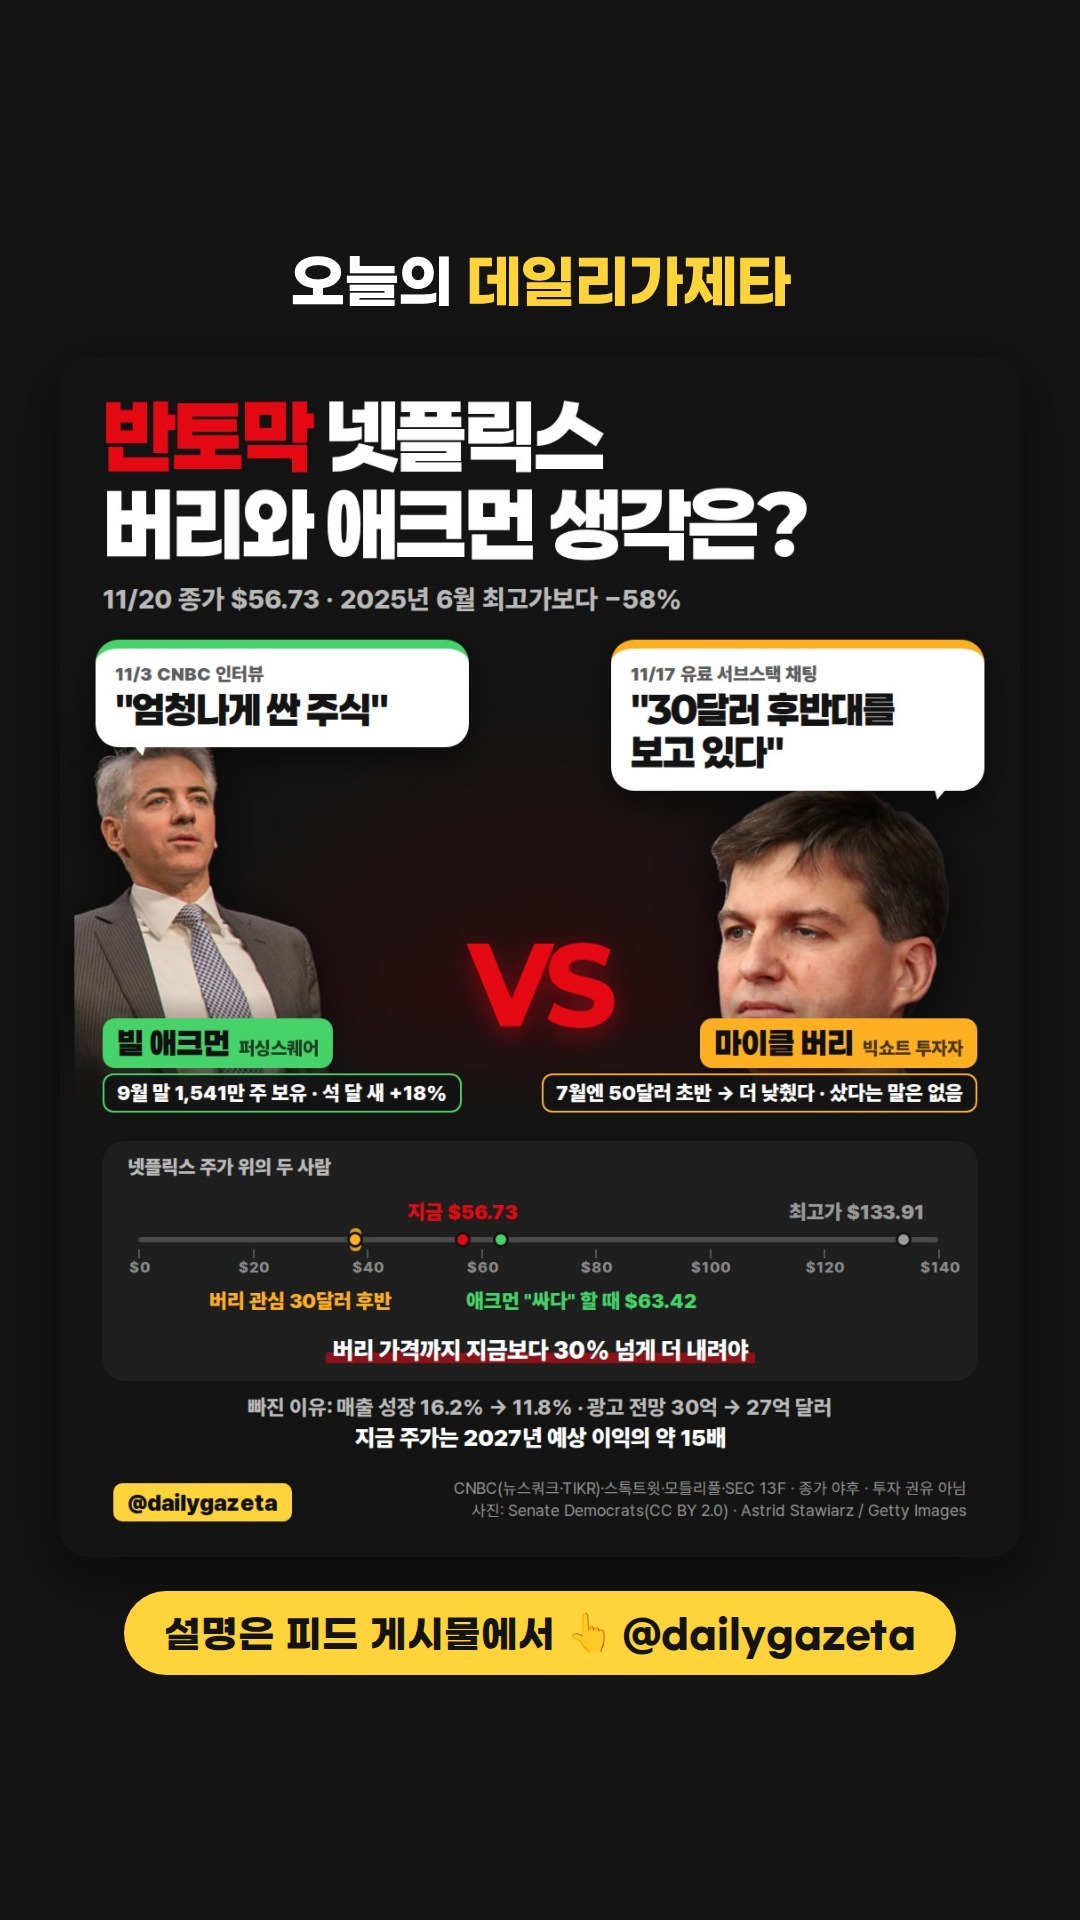 오늘의 데일리가제타
반토막 넷플릭스
버리와 애크먼 생각은?
11/20 종가 $56.73 · 2025년 6월 최고가보다 −58%
11/3 CNBC 인터뷰
"엄청나게 싼 주식"
11/17 유료 서브스택 채팅
"30달러 후반대를
보고 있다"
VS
빌 애크먼 퍼싱스퀘어
9월 말 1,541만 주 보유 · 석 달 새 +18%
마이클 버리 빅쇼트 투자자
7월엔 50달러 초반 → 더 낮췄다 · 샀다는 말은 없음
넷플릭스 주가 위의 두 사람
지금 $56.73
최고가 $133.91
$0 $20 $40 $60 $80 $100 $120 $140
버리 관심 30달러 후반
애크먼 "싸다" 할 때 $63.42
버리 가격까지 지금보다 30% 넘게 더 내려야
빠진 이유: 매출 성장 16.2% → 11.8% · 광고 전망 30억 → 27억 달러
지금 주가는 2027년 예상 이익의 약 15배
@dailygazeta
CNBC(뉴스쿼크·TIKR)·스톡트윗·모틀리풀·SEC 13F · 종가 야후 · 투자 권유 아님
사진: Senate Democrats(CC BY 2.0) · Astrid Stawiarz / Getty Images
설명은 피드 게시물에서 👆 @dailygazeta